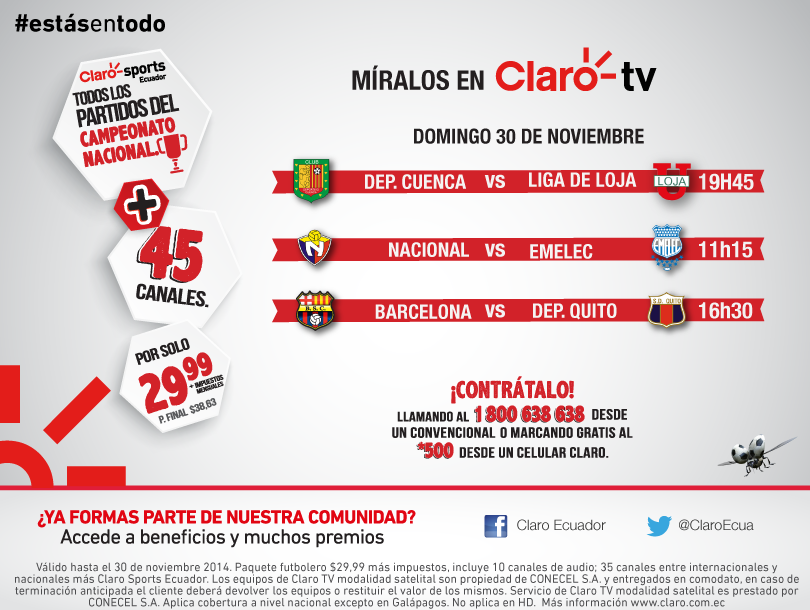 #estásentodo
Claro-sports
Ecuador
TODOS LOS
PARTIDOS DEL
CAMPEONATO
NACIONAL.
+
45
CANALES.
POR SOLO
29.99
+ IMPUESTOS
MENSUALES
P. FINAL $38,63
MÍRALOS EN Claro-tv
DOMINGO 30 DE NOVIEMBRE
CLUB
DEP. CUENCA VS LIGA DE LOJA U LOJA 19H45
N NACIONAL VS EMELEC EMELEC 11h15
B.S.C. BARCELONA VS DEP. QUITO S.D. QUITO 16h30
¡CONTRÁTALO!
LLAMANDO AL 1 800 638 638 DESDE
UN CONVENCIONAL O MARCANDO GRATIS AL
*500 DESDE UN CELULAR CLARO.
¿YA FORMAS PARTE DE NUESTRA COMUNIDAD?
Accede a beneficios y muchos premios
f Claro Ecuador
@ClaroEcua
Válido hasta el 30 de noviembre 2014. Paquete futbolero $29,99 más impuestos, incluye 10 canales de audio; 35 canales entre internacionales y
nacionales más Claro Sports Ecuador. Los equipos de Claro TV modalidad satelital son propiedad de CONECEL S.A. y entregados en comodato, en caso de
terminación anticipada el cliente deberá devolver los equipos o restituir el valor de los mismos. Servicio de Claro TV modalidad satelital es prestado por
CONECEL S.A. Aplica cobertura a nivel nacional excepto en Galápagos. No aplica en HD. Más información www.claro.com.ec